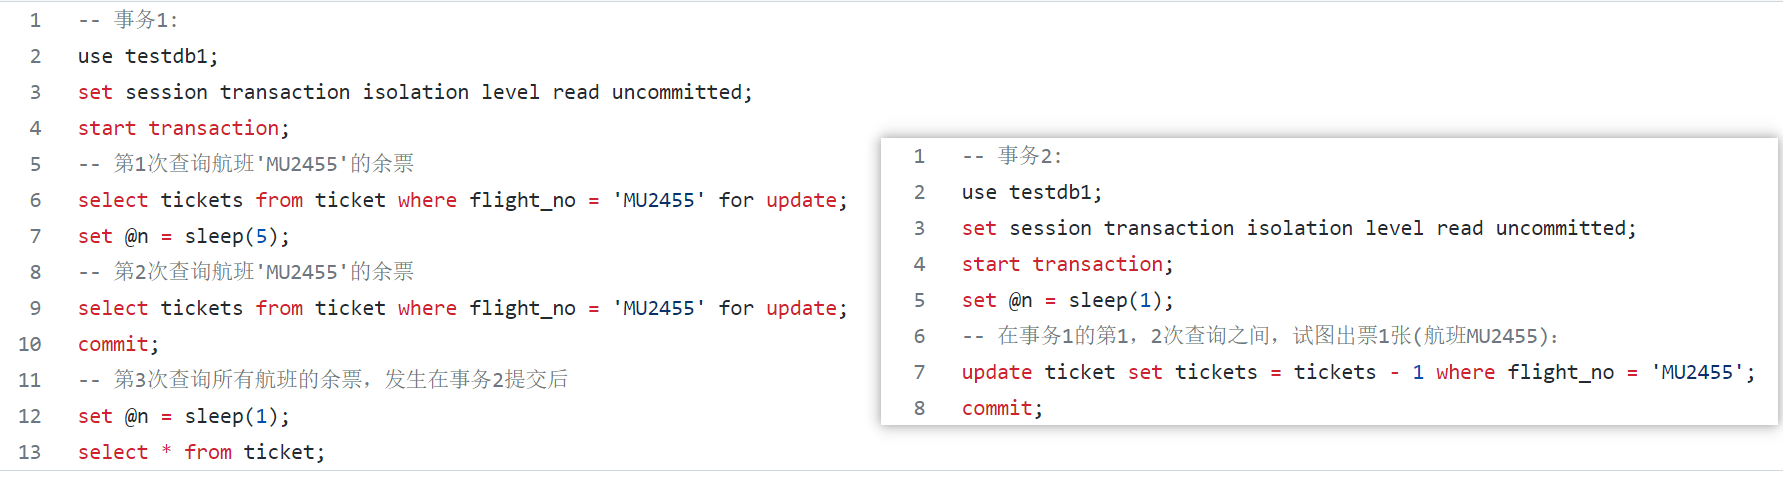 1 -- 事务1:
2 use testdb1;
3 set session transaction isolation level read uncommitted;
4 start transaction;
5 -- 第1次查询航班'MU2455'的余票
6 select tickets from ticket where flight_no = 'MU2455' for update;
7 set @n = sleep(5);
8 -- 第2次查询航班'MU2455'的余票
9 select tickets from ticket where flight_no = 'MU2455' for update;
10 commit;
11 -- 第3次查询所有航班的余票，发生在事务2提交后
12 set @n = sleep(1);
13 select * from ticket;
1 -- 事务2:
2 use testdb1;
3 set session transaction isolation level read uncommitted;
4 start transaction;
5 set @n = sleep(1);
6 -- 在事务1的第1，2次查询之间，试图出票1张(航班MU2455)：
7 update ticket set tickets = tickets - 1 where flight_no = 'MU2455';
8 commit;